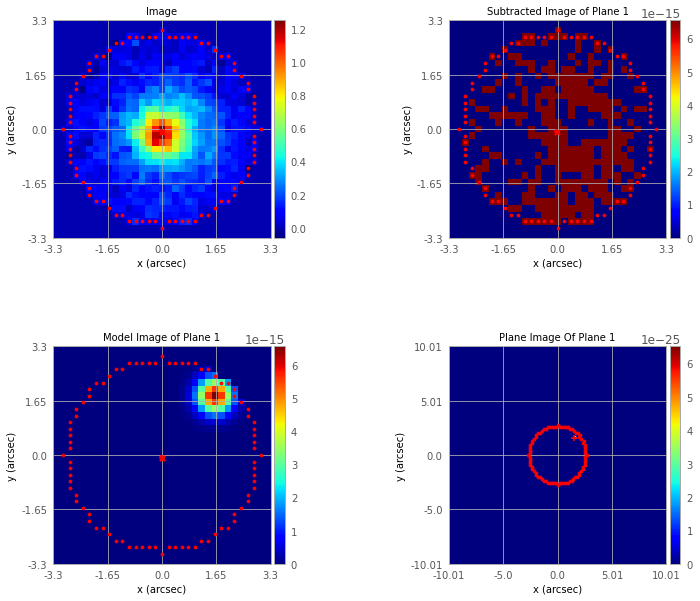 Image
3.3
1.65
0.0
-1.65
-3.3
y (arcsec)
-3.3 -1.65 0.0 1.65 3.3
x (arcsec)
1.2
1.0
0.8
0.6
0.4
0.2
0.0
Subtracted Image of Plane 1
1e−15
3.3
1.65
0.0
-1.65
-3.3
y (arcsec)
-3.3 -1.65 0.0 1.65 3.3
x (arcsec)
6
5
4
3
2
1
0
Model Image of Plane 1
1e−15
3.3
1.65
0.0
-1.65
-3.3
y (arcsec)
-3.3 -1.65 0.0 1.65 3.3
x (arcsec)
6
5
4
3
2
1
0
Plane Image Of Plane 1
1e−25
10.01
5.01
0.0
-5.0
-10.01
y (arcsec)
-10.01 -5.0 0.0 5.01 10.01
x (arcsec)
6
5
4
3
2
1
0